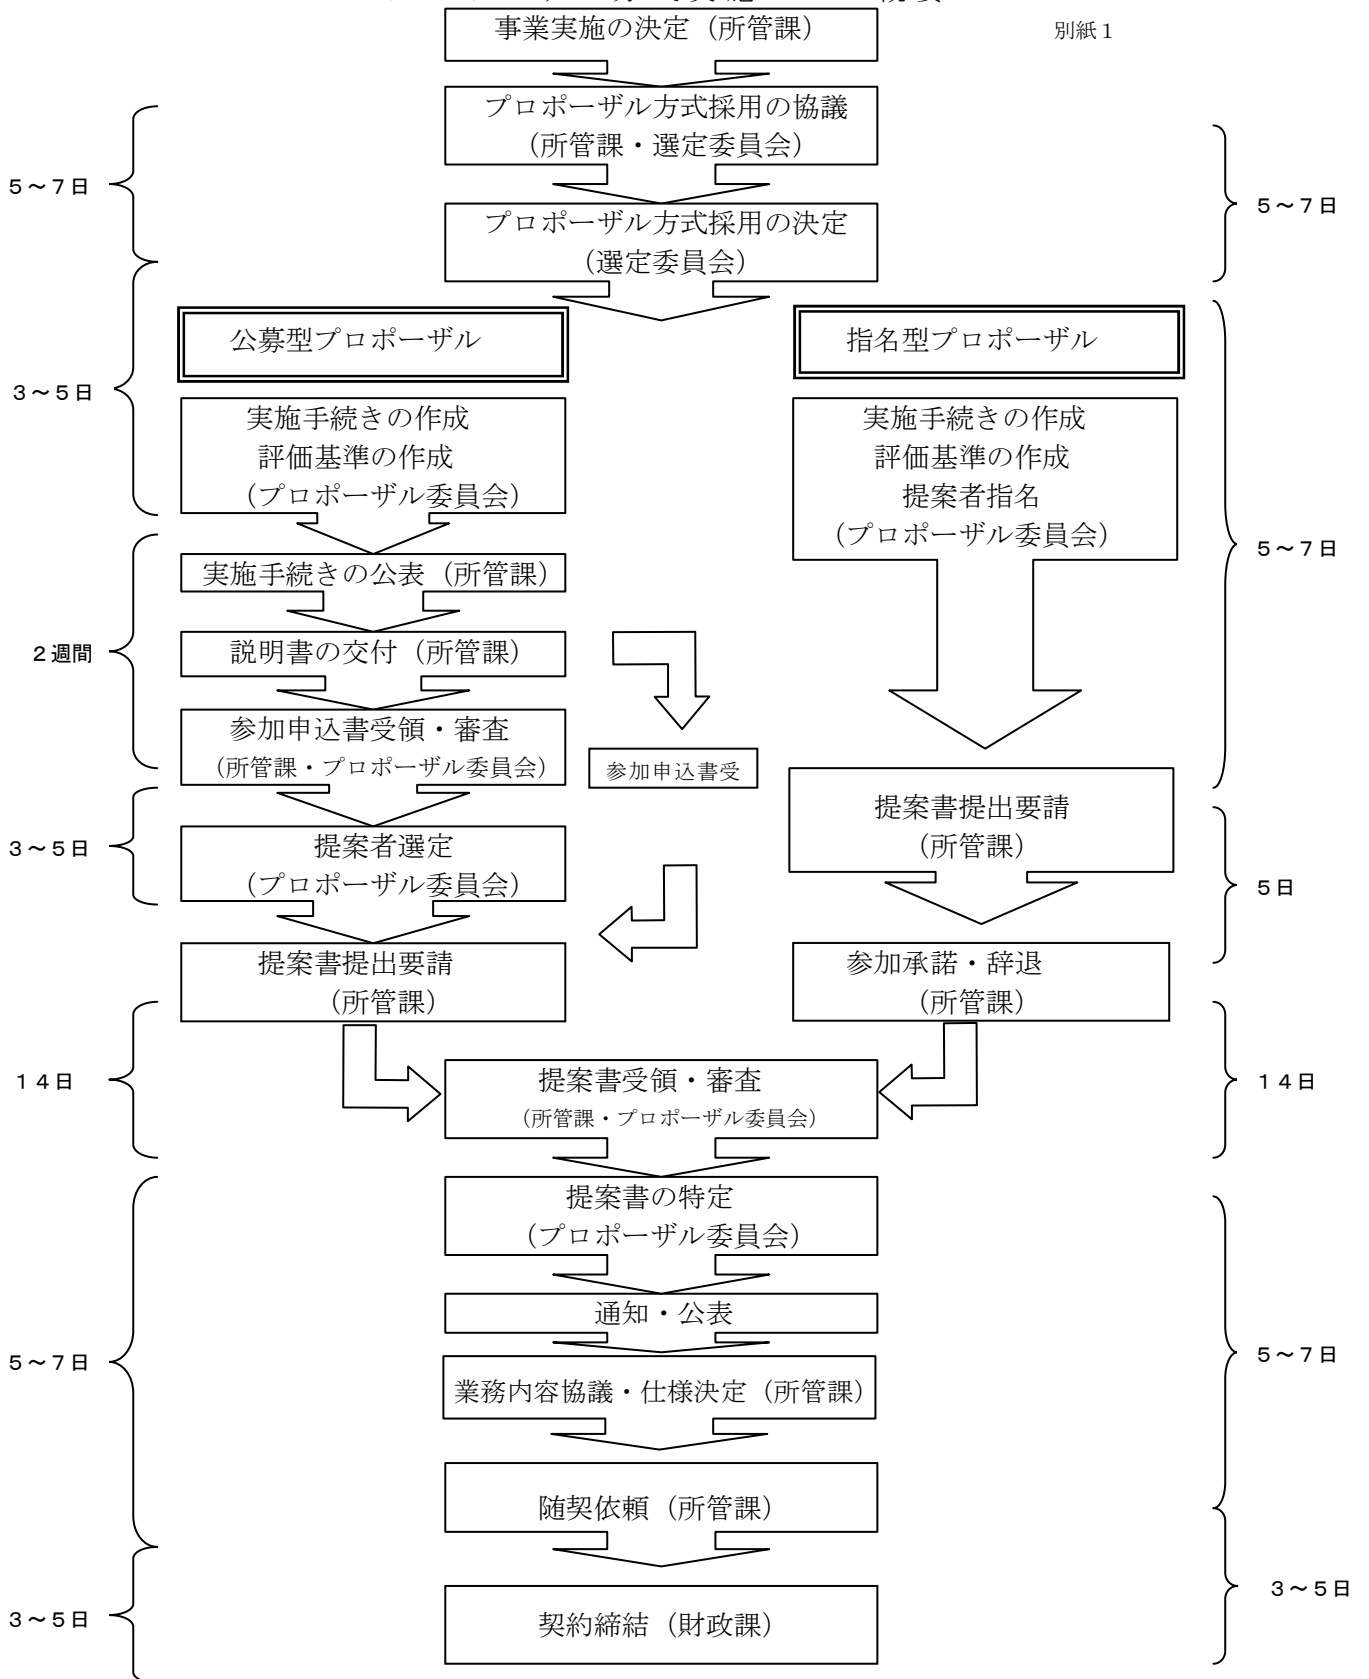 別紙１
事業実施の決定（所管課）
プロポーザル方式採用の協議
（所管課・選定委員会）
５～７日
５～７日
プロポーザル方式採用の決定
（選定委員会）
公募型プロポーザル
指名型プロポーザル
３～５日
実施手続きの作成
評価基準の作成
（プロポーザル委員会）
実施手続きの作成
評価基準の作成
提案者指名
（プロポーザル委員会）
５～７日
実施手続きの公表（所管課）
２週間
説明書の交付（所管課）
参加申込書受領・審査
（所管課・プロポーザル委員会）
参加申込書受
提案書提出要請
（所管課）
３～５日
提案者選定
（プロポーザル委員会）
５日
提案書提出要請
（所管課）
参加承諾・辞退
（所管課）
１４日
提案書受領・審査
（所管課・プロポーザル委員会）
１４日
提案書の特定
（プロポーザル委員会）
通知・公表
５～７日
５～７日
業務内容協議・仕様決定（所管課）
随契依頼（所管課）
３～５日
３～５日
契約締結（財政課）